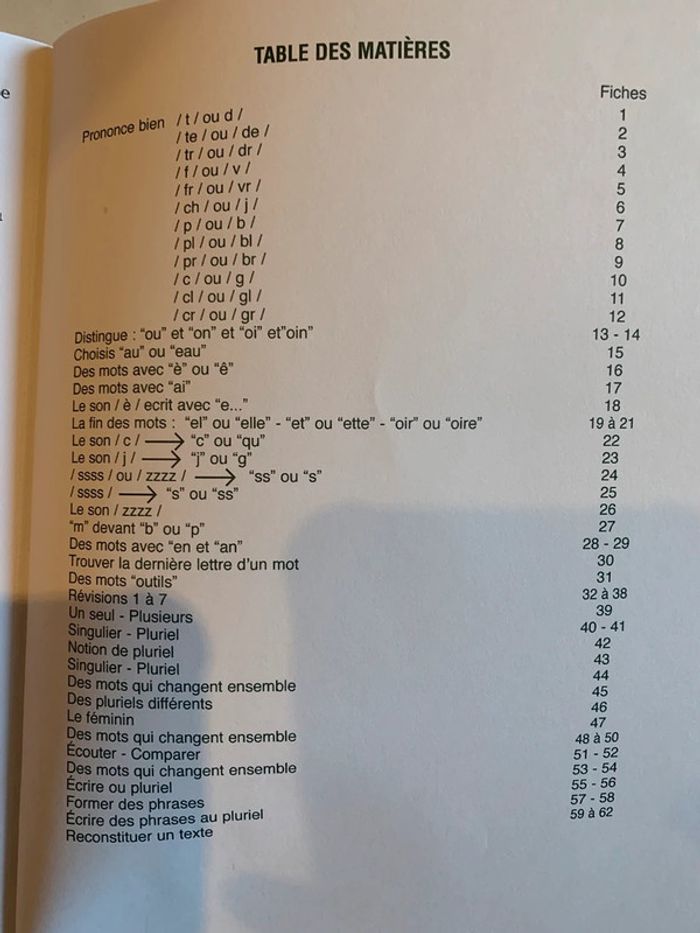 TABLE DES MATIÈRES
Fiches
Prononce bien / t / ou d / 1
/ te / ou / de / 2
/ tr / ou / dr / 3
/ f / ou / v / 4
/ fr / ou / vr / 5
/ ch / ou / j / 6
/ p / ou / b / 7
/ pl / ou / bl / 8
/ pr / ou / br / 9
/ c / ou / g / 10
/ cl / ou / gl / 11
/ cr / ou / gr / 12
Distingue : “ou” et “on” et “oi” et”oin” 13 - 14
Choisis “au” ou “eau” 15
Des mots avec “è” ou “ê” 16
Des mots avec “ai” 17
Le son / è / ecrit avec “e...” 18
La fin des mots : “el” ou “elle” - “et” ou “ette” - “oir” ou “oire” 19 à 21
Le son / c / → “c” ou “qu” 22
Le son / j / → “j” ou “g” 23
/ ssss / ou / zzzz / → “ss” ou “s” 24
/ ssss / → “s” ou “ss” 25
Le son / zzzz / 26
“m” devant “b” ou “p” 27
Des mots avec “en et “an” 28 - 29
Trouver la dernière lettre d’un mot 30
Des mots “outils” 31
Révisions 1 à 7 32 à 38
Un seul - Plusieurs 39
Singulier - Pluriel 40 - 41
Notion de pluriel 42
Singulier - Pluriel 43
Des mots qui changent ensemble 44
Des pluriels différents 45
Le féminin 46
Des mots qui changent ensemble 47
Écouter - Comparer 48 à 50
Des mots qui changent ensemble 51 - 52
Écrire ou pluriel 53 - 54
Former des phrases 55 - 56
Écrire des phrases au pluriel 57 - 58
Reconstituer un texte 59 à 62